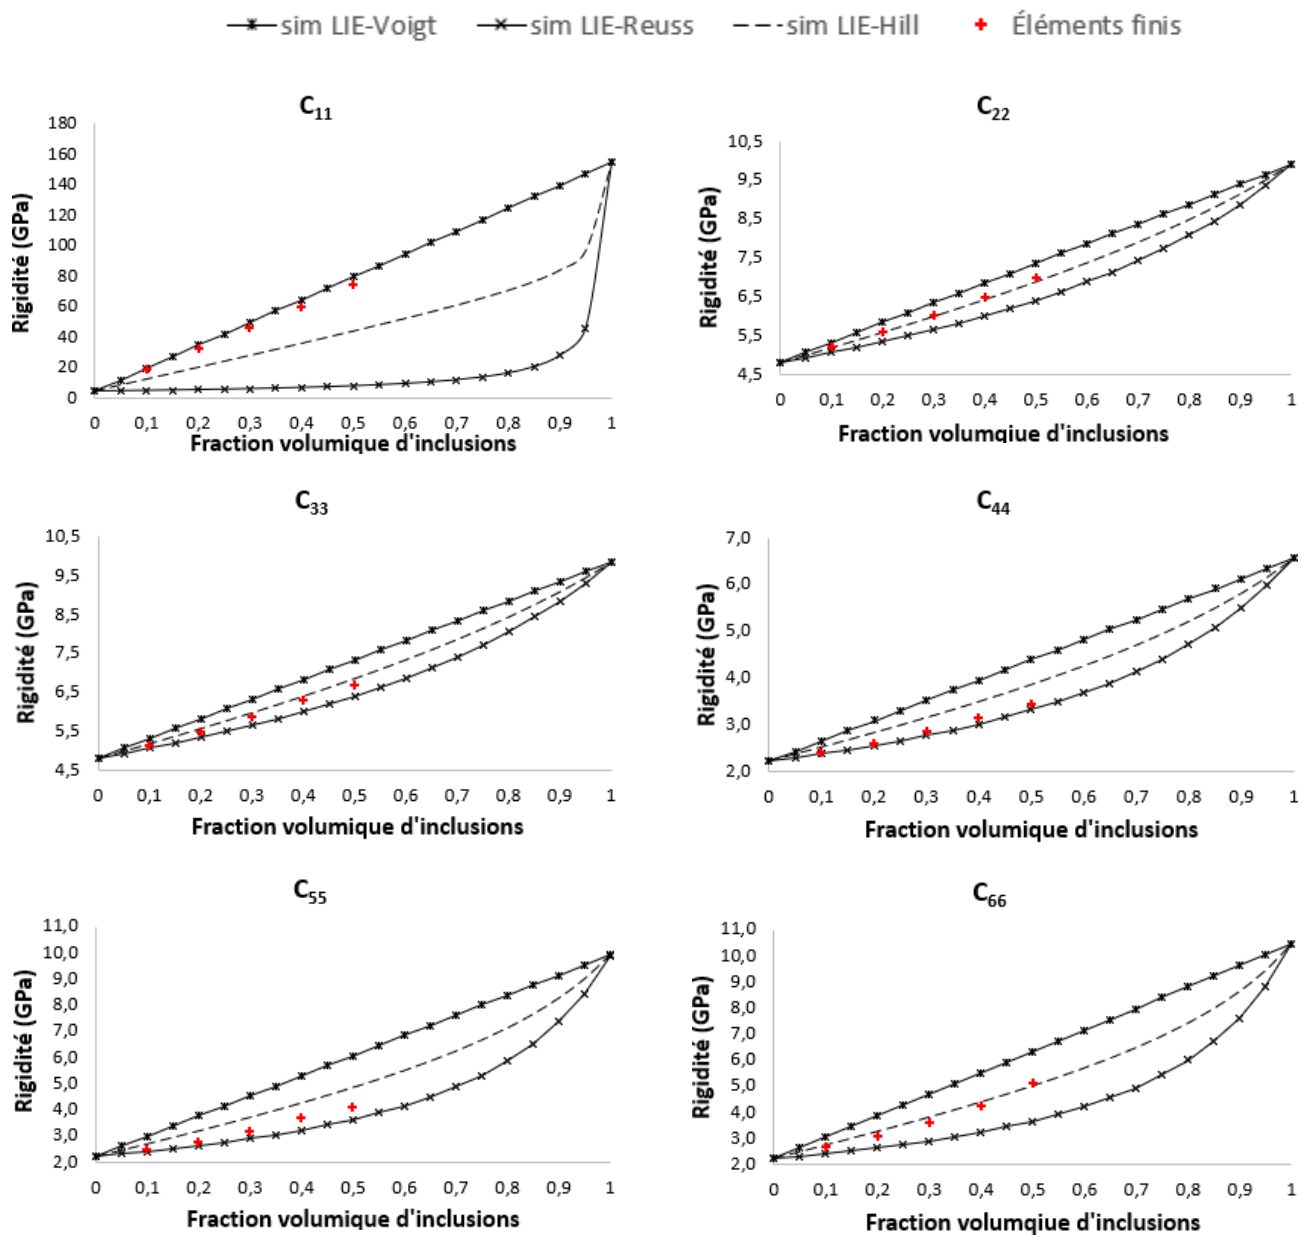 sim LIE-Voigt sim LIE-Reuss sim LIE-Hill Éléments finis
C11
180
160
140
120
100
80
60
40
20
0
Rigidité (GPa)
0 0,1 0,2 0,3 0,4 0,5 0,6 0,7 0,8 0,9 1
Fraction volumique d'inclusions
C22
10,5
9,5
8,5
7,5
6,5
5,5
4,5
Rigidité (GPa)
0 0,1 0,2 0,3 0,4 0,5 0,6 0,7 0,8 0,9 1
Fraction volumqiue d'inclusions
C33
10,5
9,5
8,5
7,5
6,5
5,5
4,5
Rigidité (GPa)
0 0,1 0,2 0,3 0,4 0,5 0,6 0,7 0,8 0,9 1
Fraction volumique d'inclusions
C44
7,0
6,0
5,0
4,0
3,0
2,0
Rigidité (GPa)
0 0,1 0,2 0,3 0,4 0,5 0,6 0,7 0,8 0,9 1
Fraction volumique d'inclusions
C55
11,0
10,0
9,0
8,0
7,0
6,0
5,0
4,0
3,0
2,0
Rigidité (GPa)
0 0,1 0,2 0,3 0,4 0,5 0,6 0,7 0,8 0,9 1
Fraction volumique d'inclusions
C66
11,0
10,0
9,0
8,0
7,0
6,0
5,0
4,0
3,0
2,0
Rigidité (GPa)
0 0,1 0,2 0,3 0,4 0,5 0,6 0,7 0,8 0,9 1
Fraction volumqiue d'inclusions